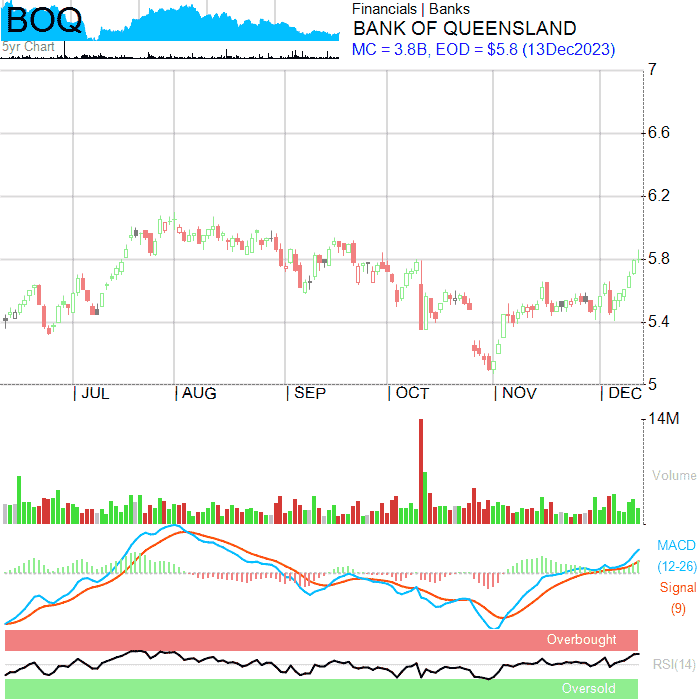 BOQ
5yr Chart
Financials | Banks
BANK OF QUEENSLAND
MC = 3.8B, EOD = $5.8 (13Dec2023)
7
6.6
6.2
5.8
5.4
5
| JUL | AUG | SEP | OCT | NOV | DEC
14M
Volume
MACD
(12-26)
Signal
(9)
Overbought
RSI(14)
Oversold